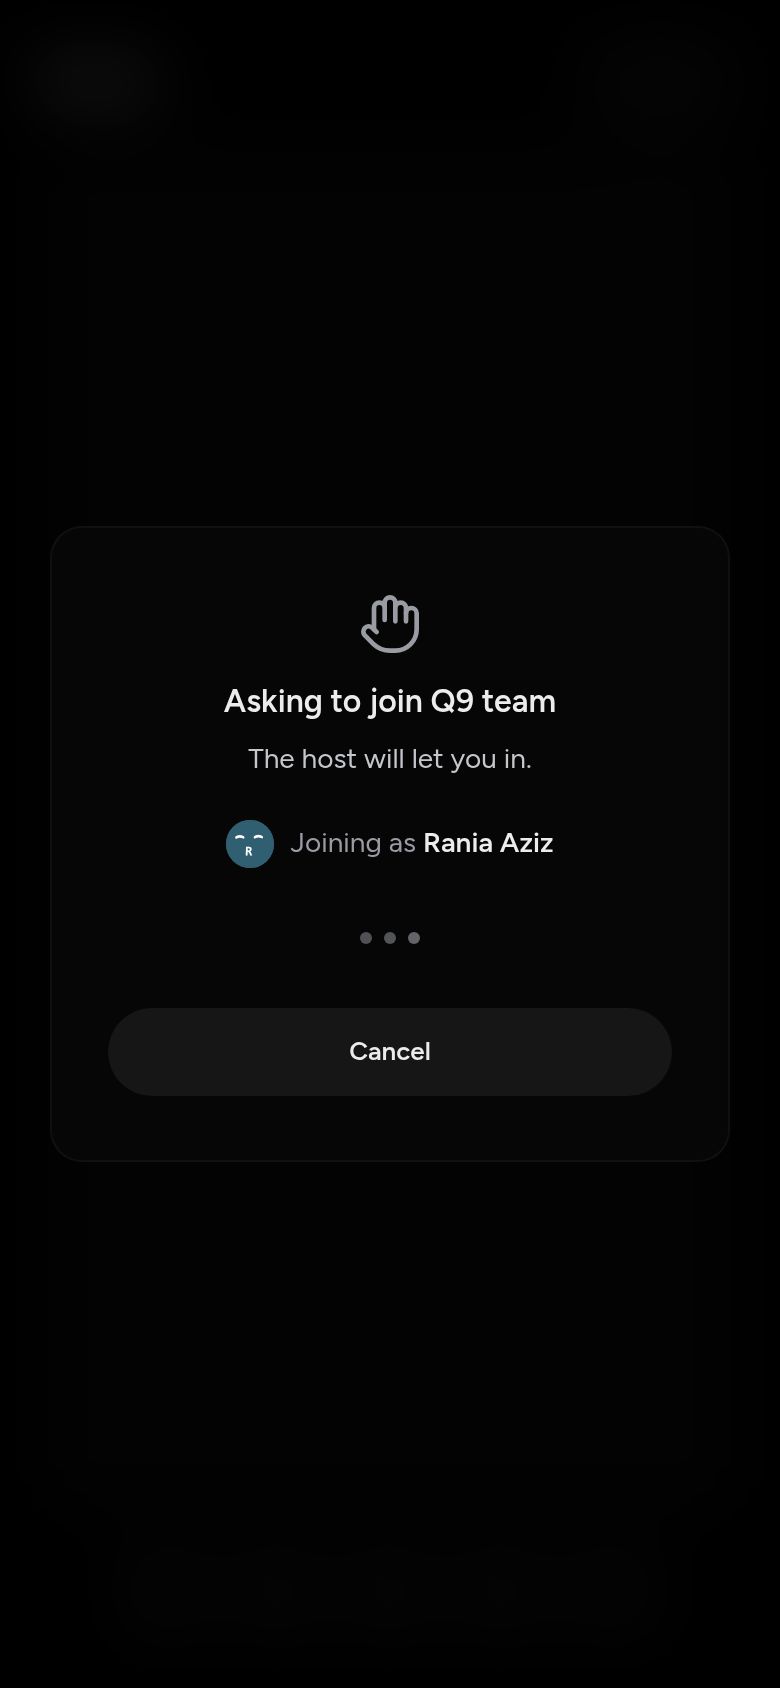 Asking to join Q9 team
The host will let you in.
R
Joining as Rania Aziz
Cancel